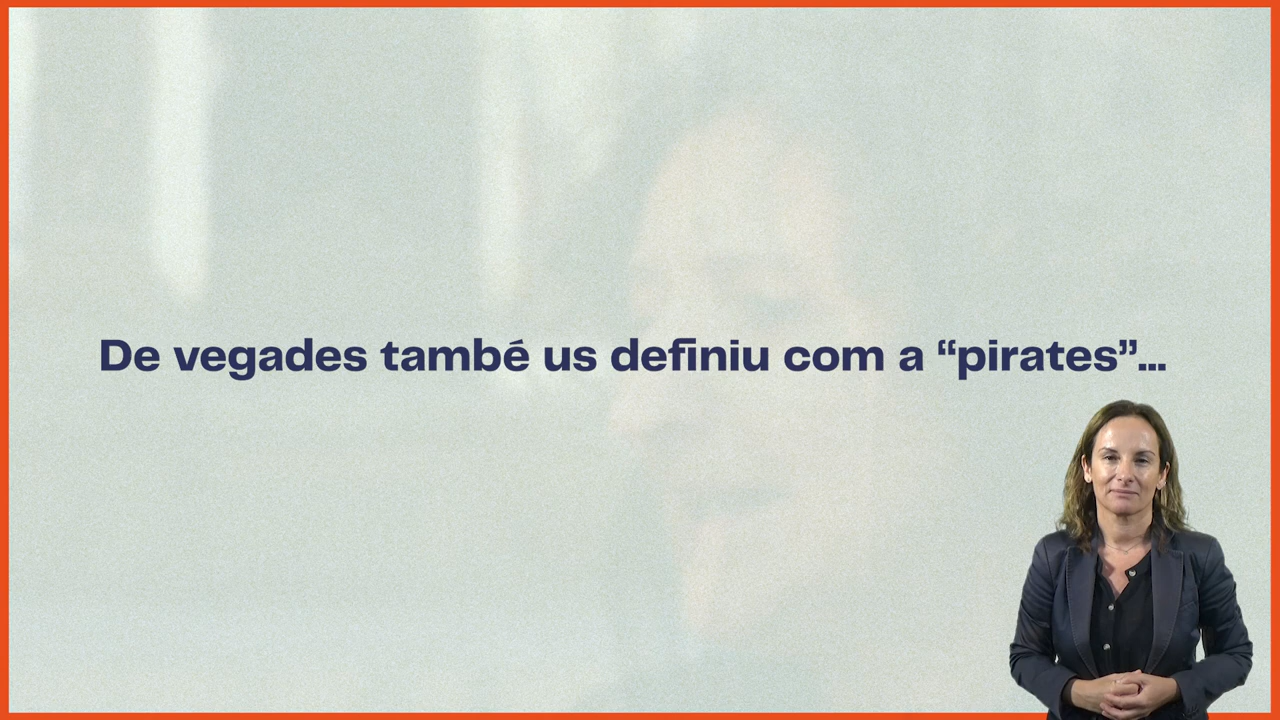 De vegades també us definiu com a “pirates”...